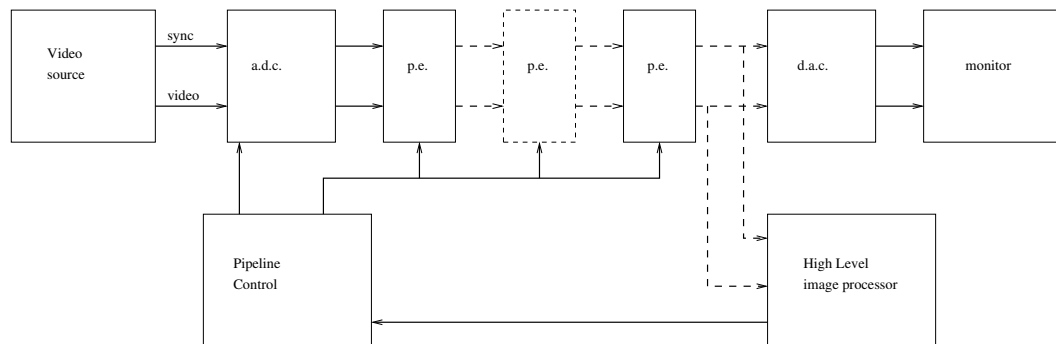 Video
source
sync
video
a.d.c.
p.e.
p.e.
p.e.
d.a.c.
monitor
Pipeline
Control
High Level
image processor